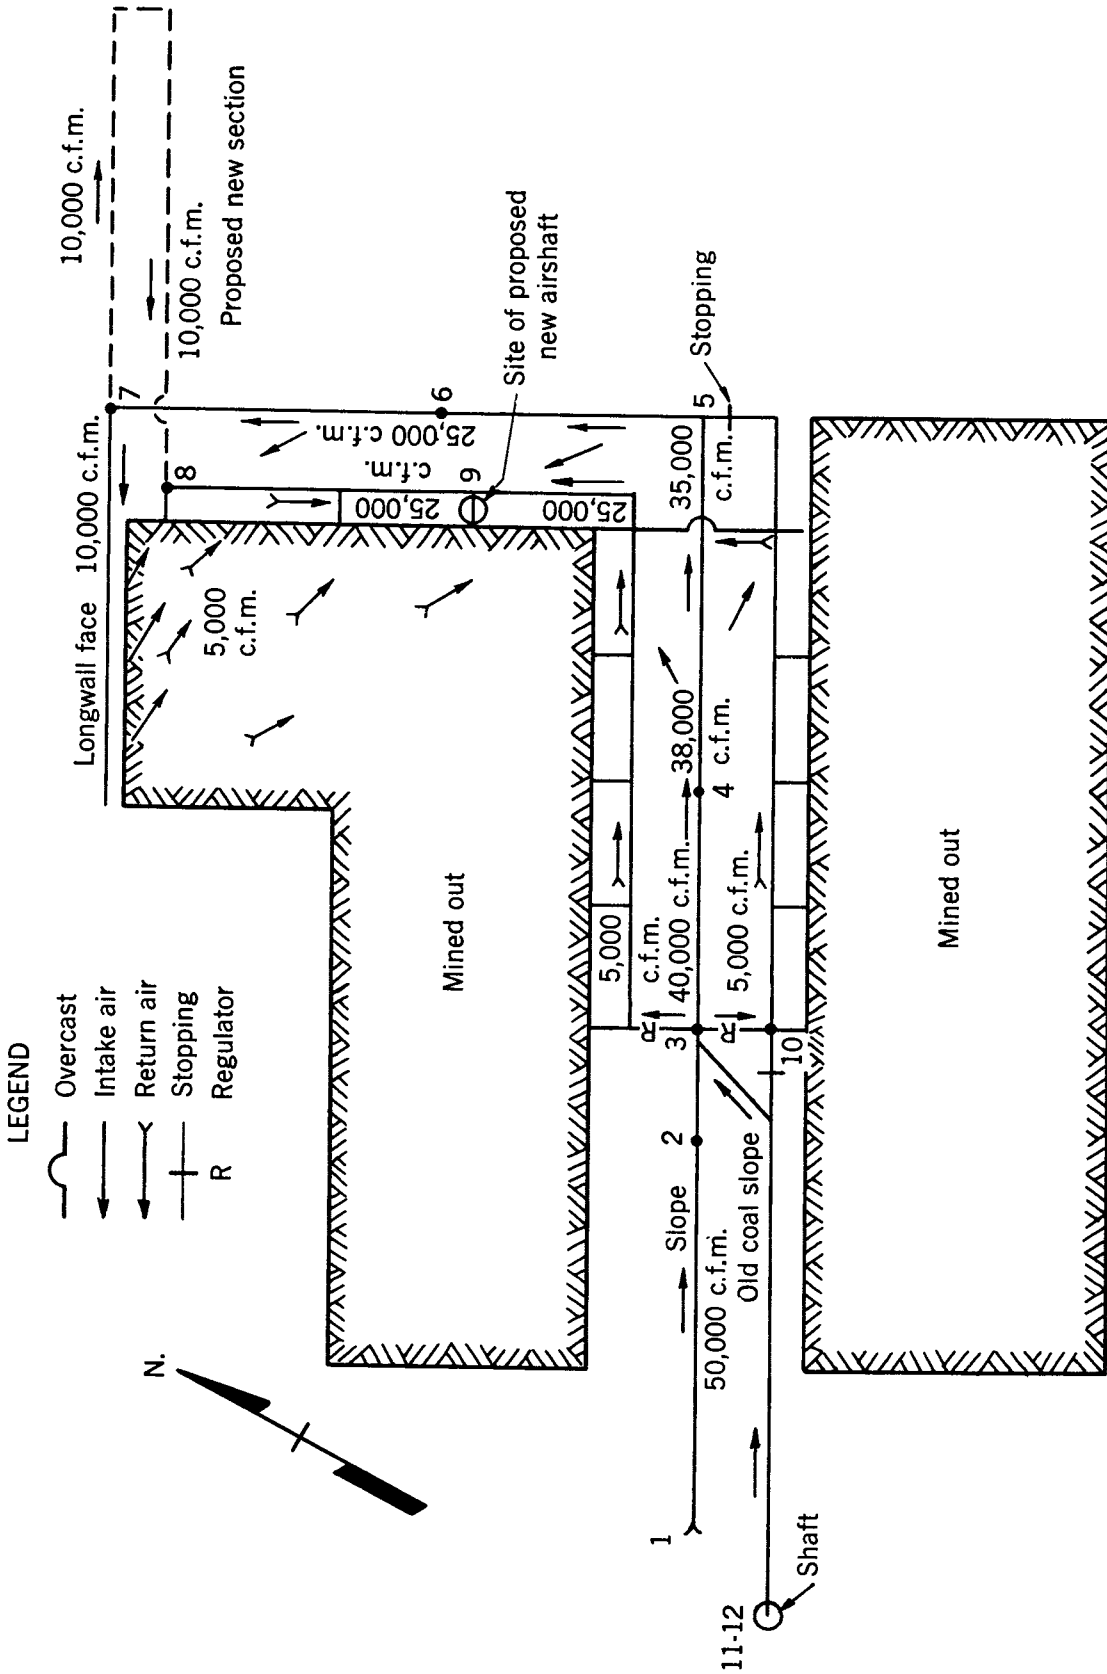 LEGEND
Overcast
Intake air
Return air
Stopping
R Regulator
N.
Longwall face 10,000 c.f.m.
10,000 c.f.m.
10,000 c.f.m.
Proposed new section
7
8
5,000
c.f.m.
25,000 c.f.m.
6
25,000
c.f.m.
9
25,000
Site of proposed
new airshaft
Mined out
5,000
c.f.m.
R
R
1
Slope
2
3
40,000 c.f.m.
38,000
c.f.m.
4
35,000
c.f.m.
5
Stopping
50,000 c.f.m.
Old coal slope
5,000 c.f.m.
10
11-12
Shaft
Mined out